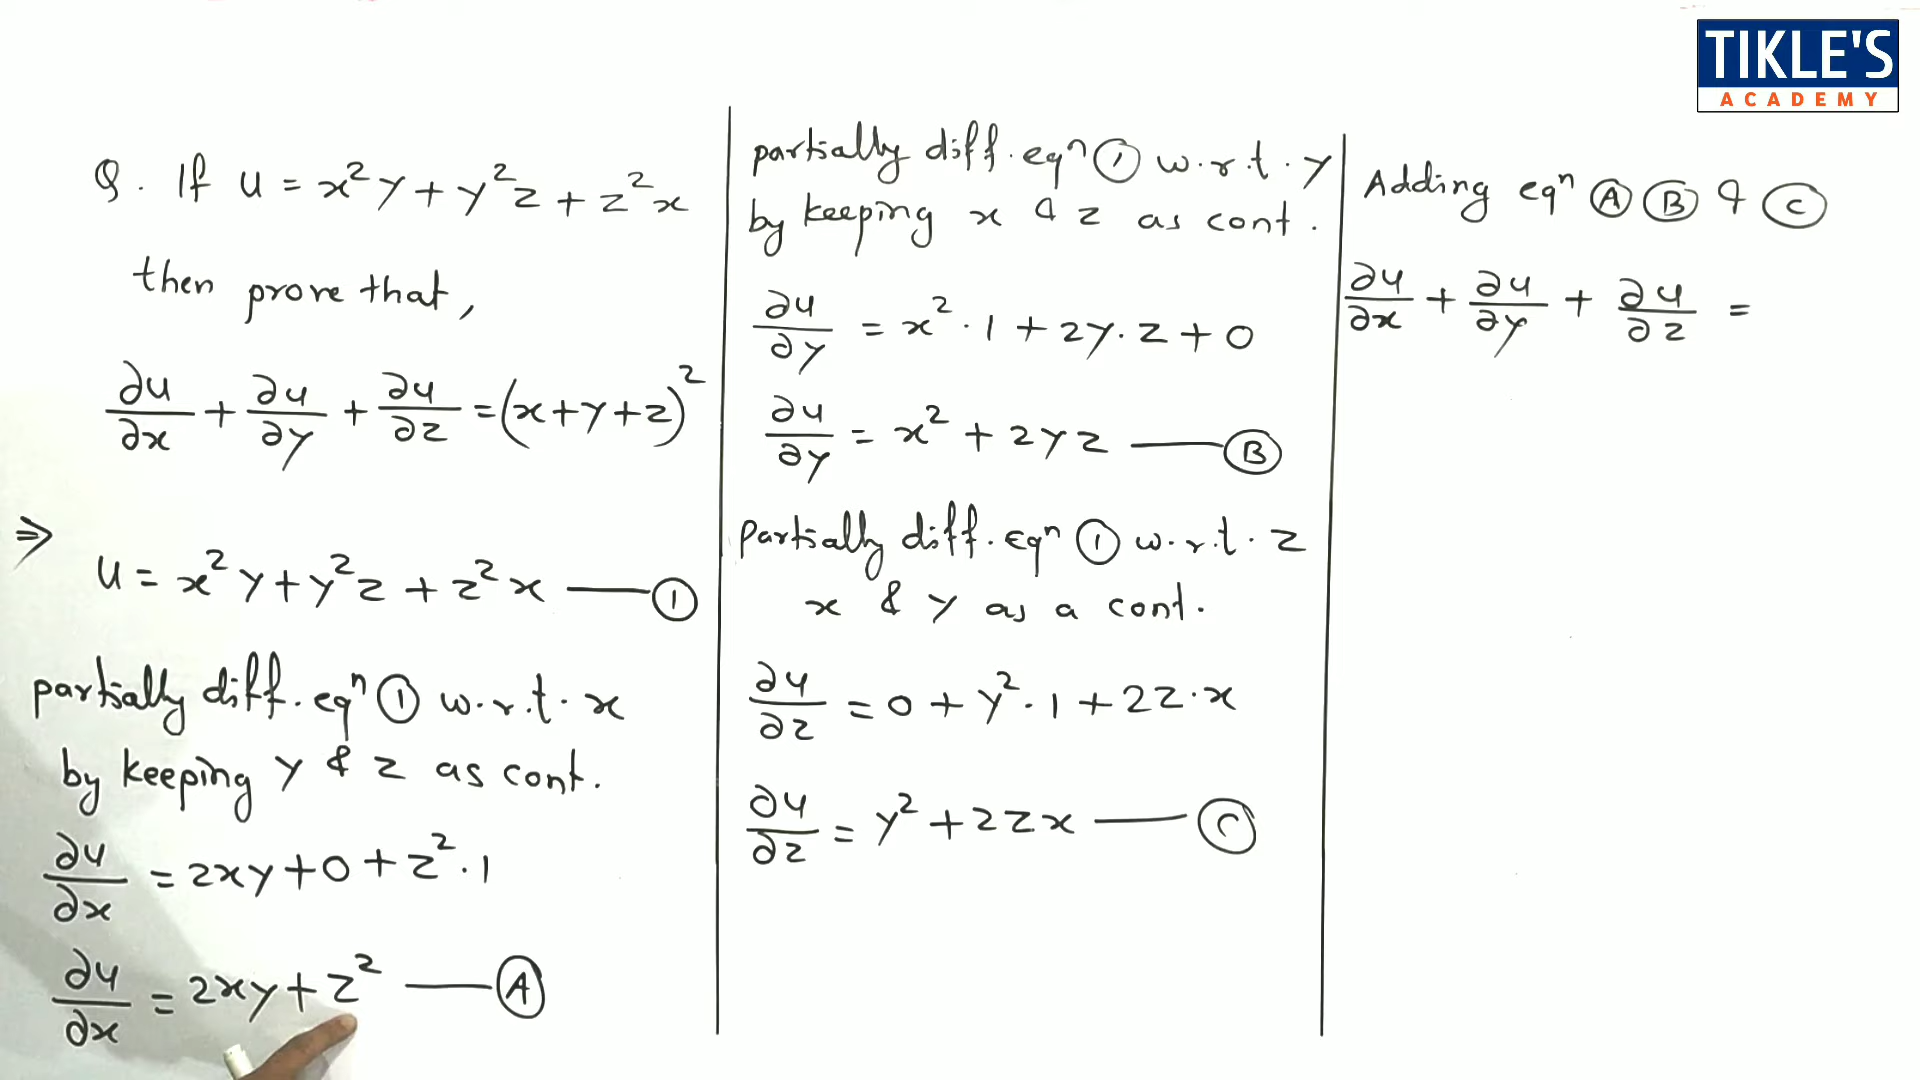 TIKLE'S
ACADEMY
Q. If u = x²y + y²z + z²x
then prove that,
∂u/∂x + ∂u/∂y + ∂u/∂z = (x+y+z)²
⇒
u = x²y + y²z + z²x —— ①
partially diff. eqⁿ ① w.r.t. x
by keeping y & z as cont.
∂u/∂x = 2xy + 0 + z².1
∂u/∂x = 2xy + z² —— Ⓐ
partially diff. eqⁿ ① w.r.t. y
by keeping x & z as cont.
∂u/∂y = x².1 + 2y.z + 0
∂u/∂y = x² + 2yz —— Ⓑ
Partially diff. Eqⁿ ① w.r.t. z
x & y as a cont.
∂u/∂z = 0 + y².1 + 2z.x
∂u/∂z = y² + 2zx —— Ⓒ
Adding eqⁿ Ⓐ Ⓑ & Ⓒ
∂u/∂x + ∂u/∂y + ∂u/∂z =